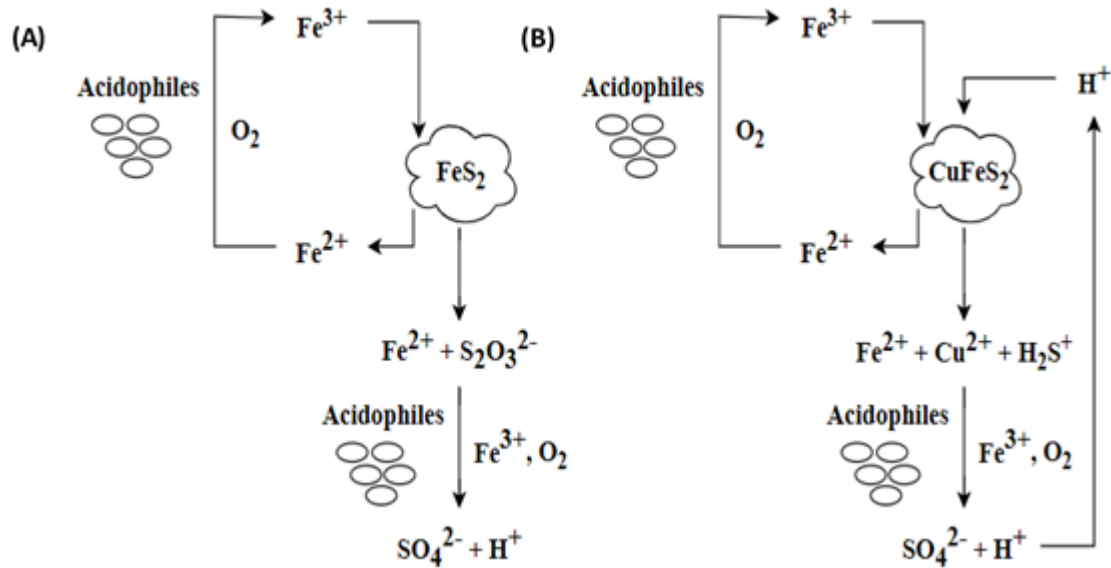 (A)
Fe³⁺
Acidophiles
O₂
FeS₂
Fe²⁺
Fe²⁺ + S₂O₃²⁻
Acidophiles
Fe³⁺, O₂
SO₄²⁻ + H⁺
(B)
Fe³⁺
H⁺
Acidophiles
O₂
CuFeS₂
Fe²⁺
Fe²⁺ + Cu²⁺ + H₂S⁺
Acidophiles
Fe³⁺, O₂
SO₄²⁻ + H⁺